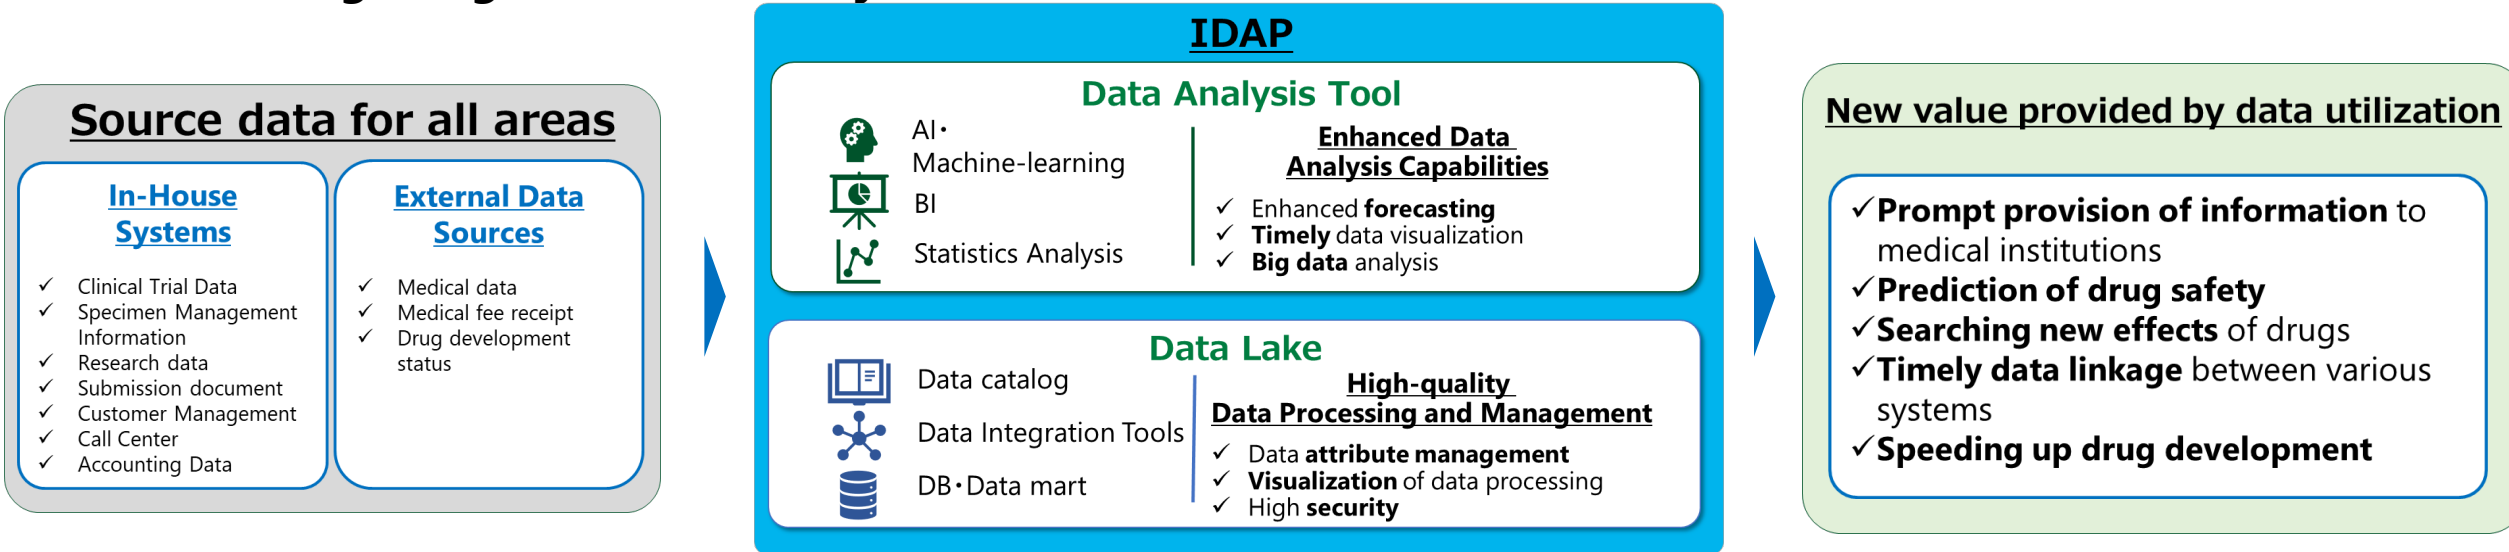 Source data for all areas
In-House
Systems
✓ Clinical Trial Data
✓ Specimen Management
Information
✓ Research data
✓ Submission document
✓ Customer Management
✓ Call Center
✓ Accounting Data
External Data
Sources
✓ Medical data
✓ Medical fee receipt
✓ Drug development
status
IDAP
Data Analysis Tool
AI・
Machine-learning
BI
Statistics Analysis
Enhanced Data
Analysis Capabilities
✓ Enhanced forecasting
✓ Timely data visualization
✓ Big data analysis
Data Lake
Data catalog
Data Integration Tools
DB・Data mart
High-quality
Data Processing and Management
✓ Data attribute management
✓ Visualization of data processing
✓ High security
New value provided by data utilization
✓Prompt provision of information to
medical institutions
✓Prediction of drug safety
✓Searching new effects of drugs
✓Timely data linkage between various
systems
✓Speeding up drug development